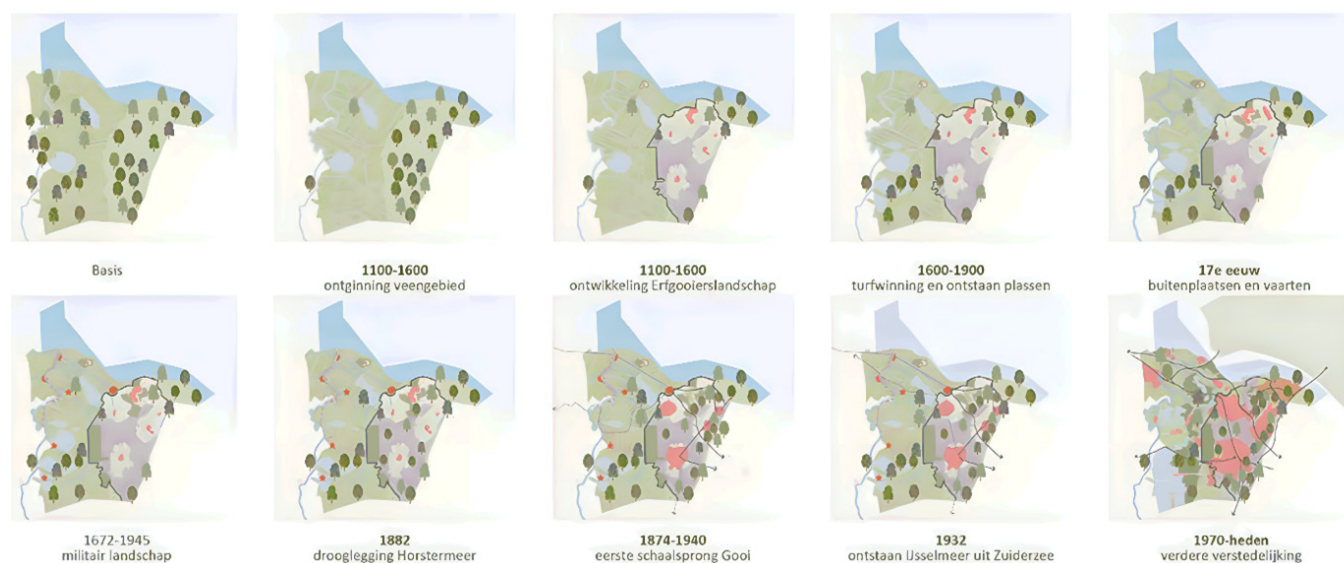 Basis
1100-1600
ontginning veengebied
1100-1600
ontwikkeling Erfgooierslandschap
1600-1900
turfwinning en ontstaan plassen
17e eeuw
buitenplaatsen en vaarten
1672-1945
militair landschap
1882
drooglegging Horstermeer
1874-1940
eerste schaalsprong Gooi
1932
ontstaan IJsselmeer uit Zuiderzee
1970-heden
verdere verstedelijking